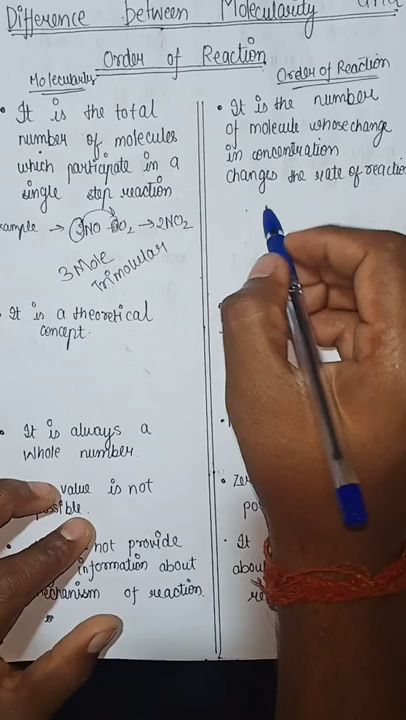 Difference between Molecularity and
Order of Reaction
Molecularity
• It is the total
number of molecules
which participate in a
single step reaction
xample → 2NO + O2 → 2NO2
3 Mole
Trimolecular
• It is a theoretical
concept.
• It is always a
whole number.
value is not
not provide
information about
mechanism of reaction.
Order of Reaction
• It is the number
of molecule whose change
in concentration
changes the rate of reaction
• Ze
po
• It
abou